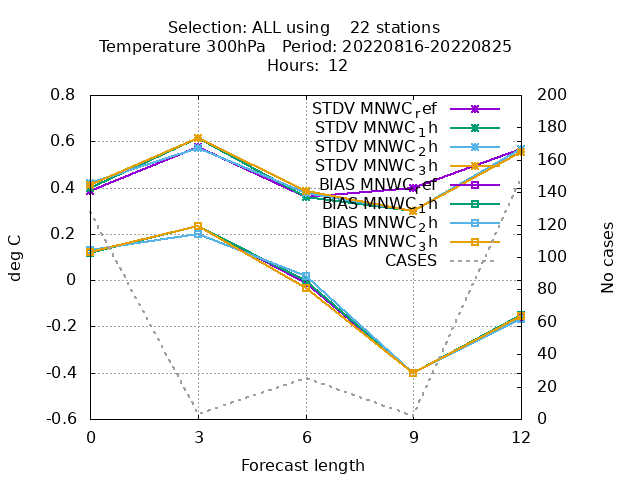 Selection: ALL using    22 stations
Temperature 300hPa   Period: 20220816-20220825
Hours:  12
0.8
0.6
0.4
0.2
0
-0.2
-0.4
-0.6
deg C
STDV MNWC_ref
STDV MNWC_1h
STDV MNWC_2h
STDV MNWC_3h
BIAS MNWC_ref
BIAS MNWC_1h
BIAS MNWC_2h
BIAS MNWC_3h
CASES
200
180
160
140
120
100
80
60
40
20
0
No cases
0 3 6 9 12
Forecast length